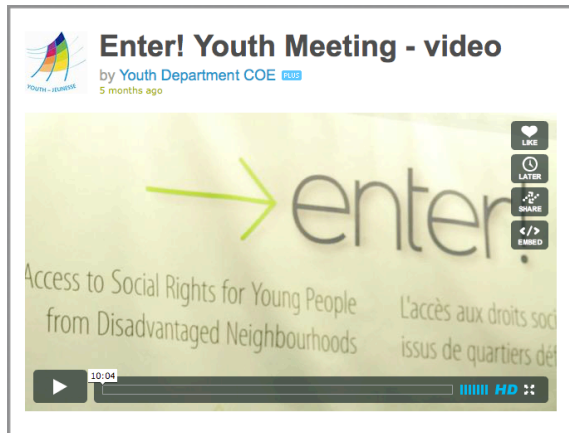 Enter! Youth Meeting - video
by Youth Department COE PLUS
5 months ago
YOUTH - JEUNESSE
LIKE
LATER
SHARE
</>
EMBED
enter!
Access to Social Rights for Young People
from Disadvantaged Neighbourhoods
L'accès aux droits soci
issus de quartiers
10:04
HD